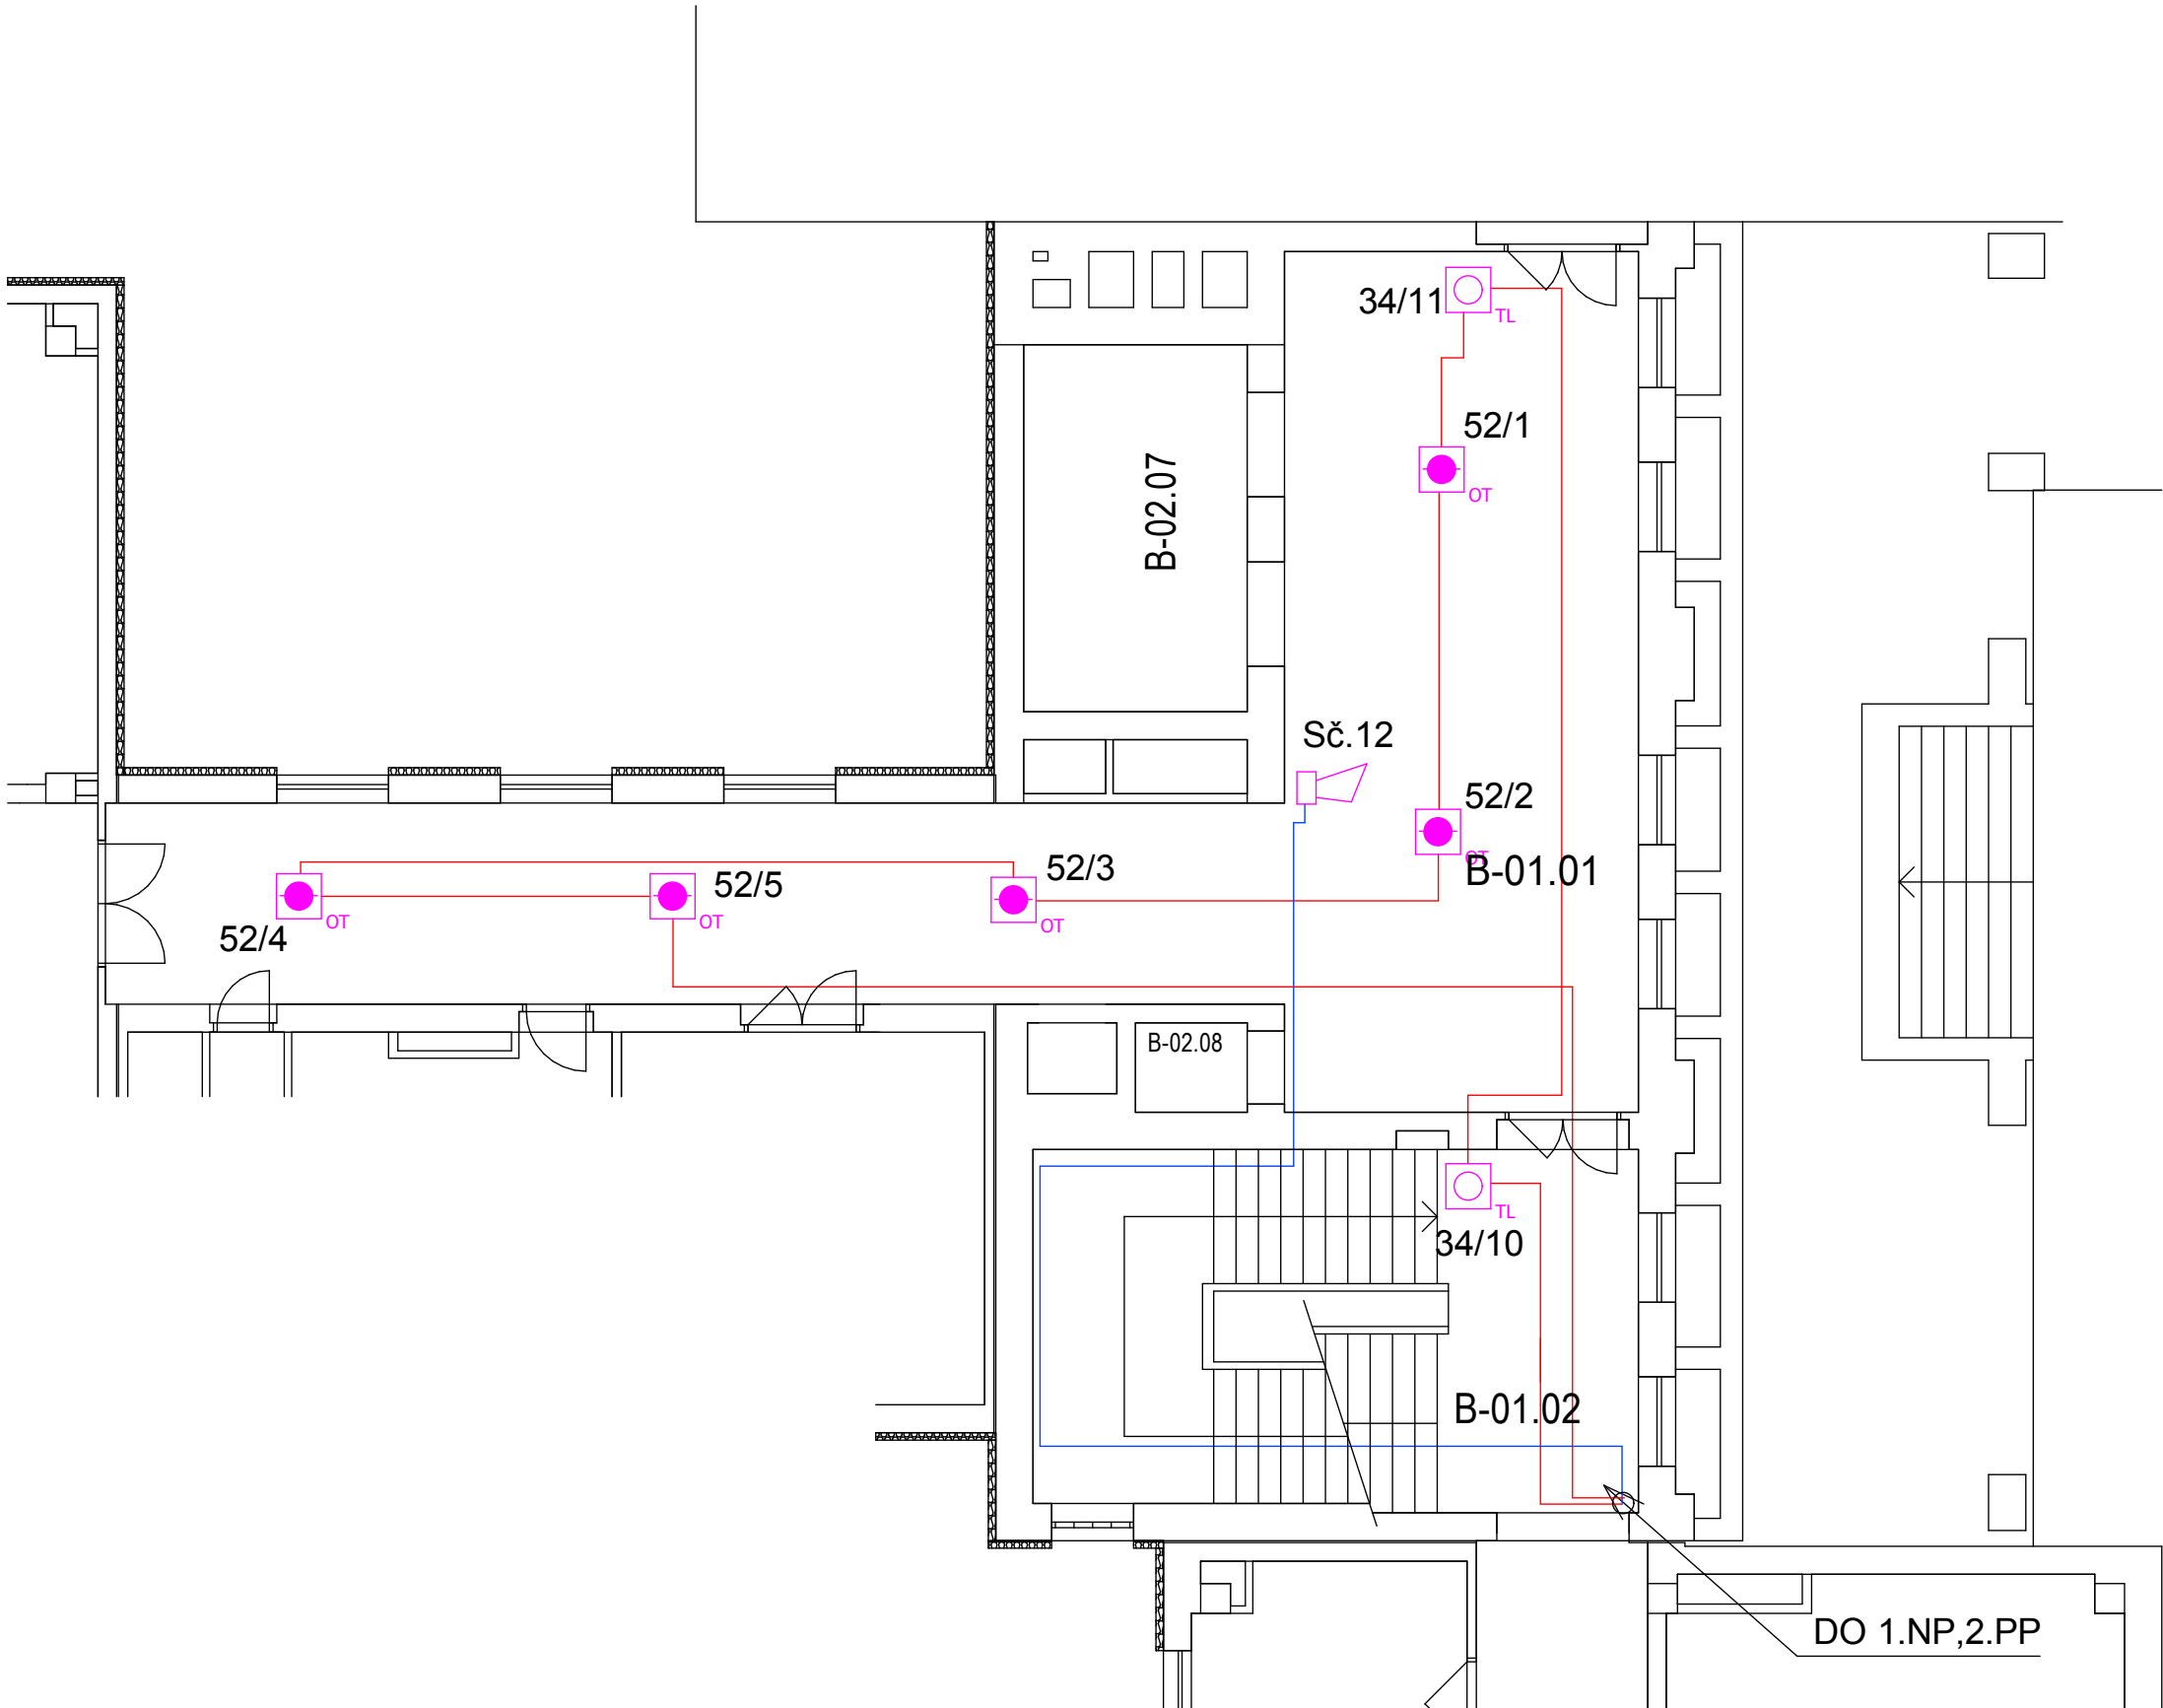 34/11
TL
52/1
OT
B-02.07
Sč.12
52/2
OT
B-01.01
52/3
OT
52/5
OT
52/4
OT
B-02.08
TL
34/10
B-01.02
DO 1.NP,2.PP